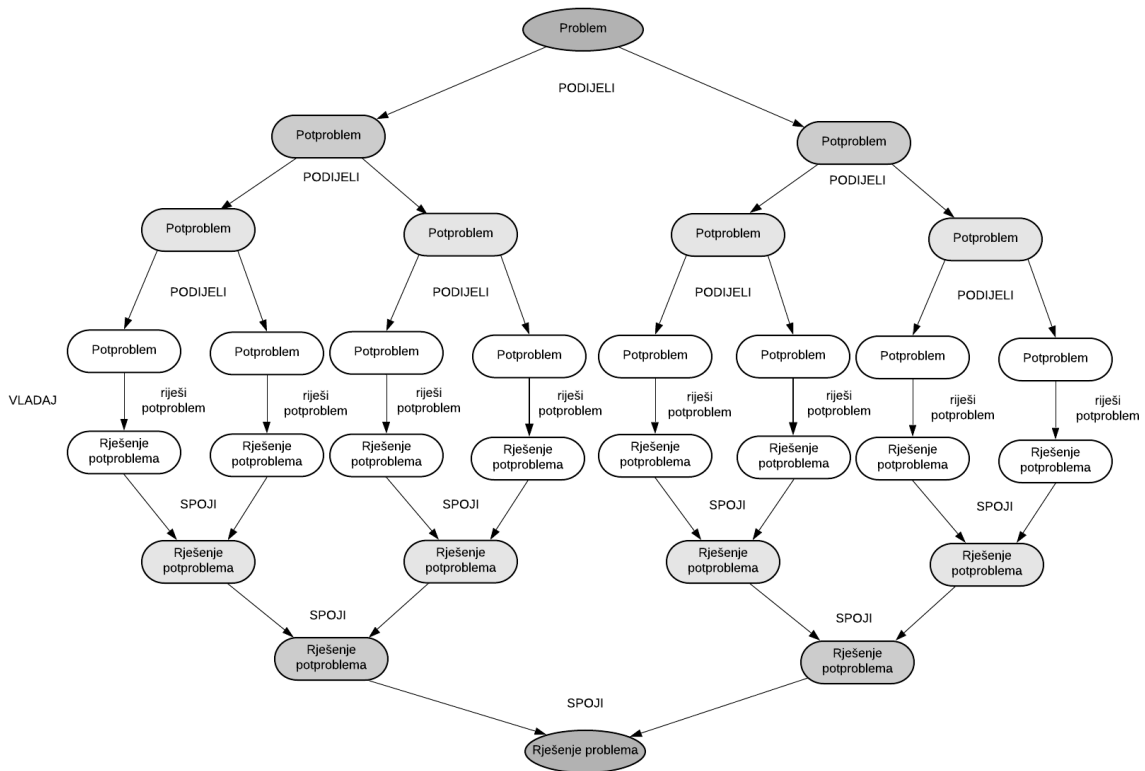 Problem
PODIJELI
Potproblem
Potproblem
PODIJELI
PODIJELI
Potproblem
Potproblem
Potproblem
Potproblem
PODIJELI
PODIJELI
PODIJELI
PODIJELI
Potproblem
Potproblem
Potproblem
Potproblem
Potproblem
Potproblem
Potproblem
Potproblem
VLADAJ
riješi
potproblem
riješi
potproblem
riješi
potproblem
riješi
potproblem
riješi
potproblem
riješi
potproblem
riješi
potproblem
riješi
potproblem
Rješenje
potproblema
Rješenje
potproblema
Rješenje
potproblema
Rješenje
potproblema
Rješenje
potproblema
Rješenje
potproblema
Rješenje
potproblema
Rješenje
potproblema
SPOJI
SPOJI
SPOJI
SPOJI
Rješenje
potproblema
Rješenje
potproblema
Rješenje
potproblema
Rješenje
potproblema
SPOJI
SPOJI
Rješenje
potproblema
Rješenje
potproblema
SPOJI
Rješenje problema